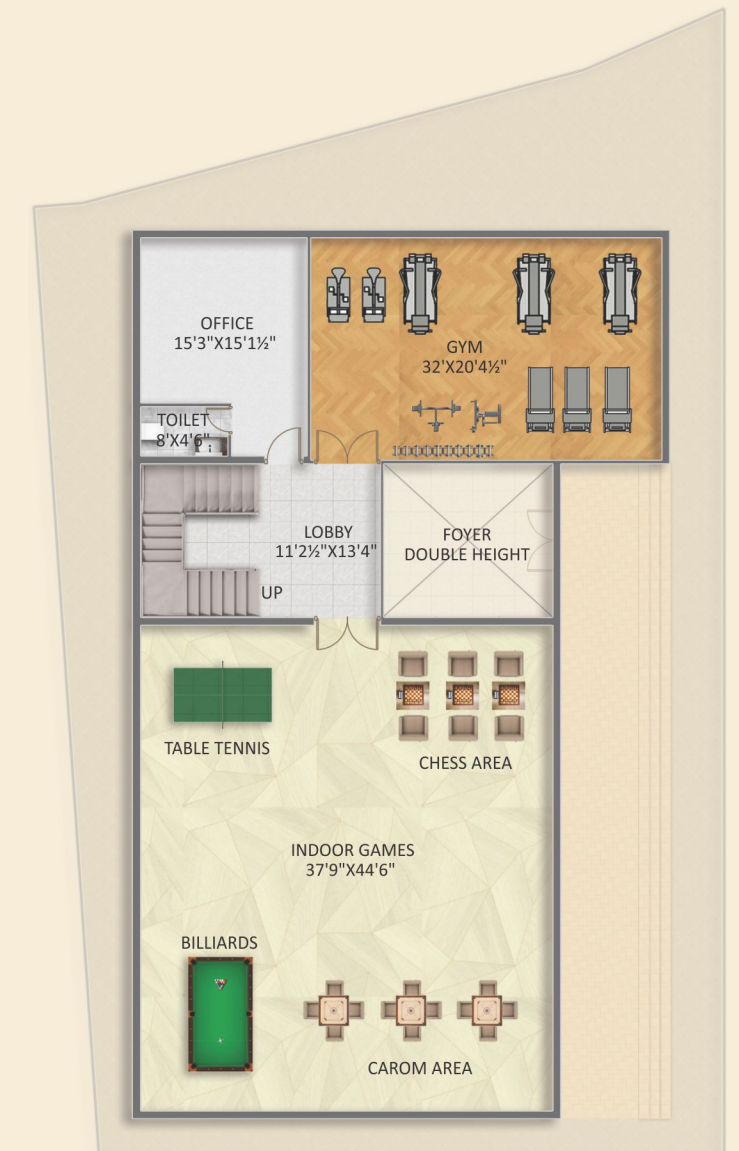 OFFICE
15'3"X15'1½"
GYM
32'X20'4½"
TOILET
8'X4'6"
LOBBY
11'2½"X13'4"
FOYER
DOUBLE HEIGHT
UP
TABLE TENNIS
CHESS AREA
INDOOR GAMES
37'9"X44'6"
BILLIARDS
CAROM AREA